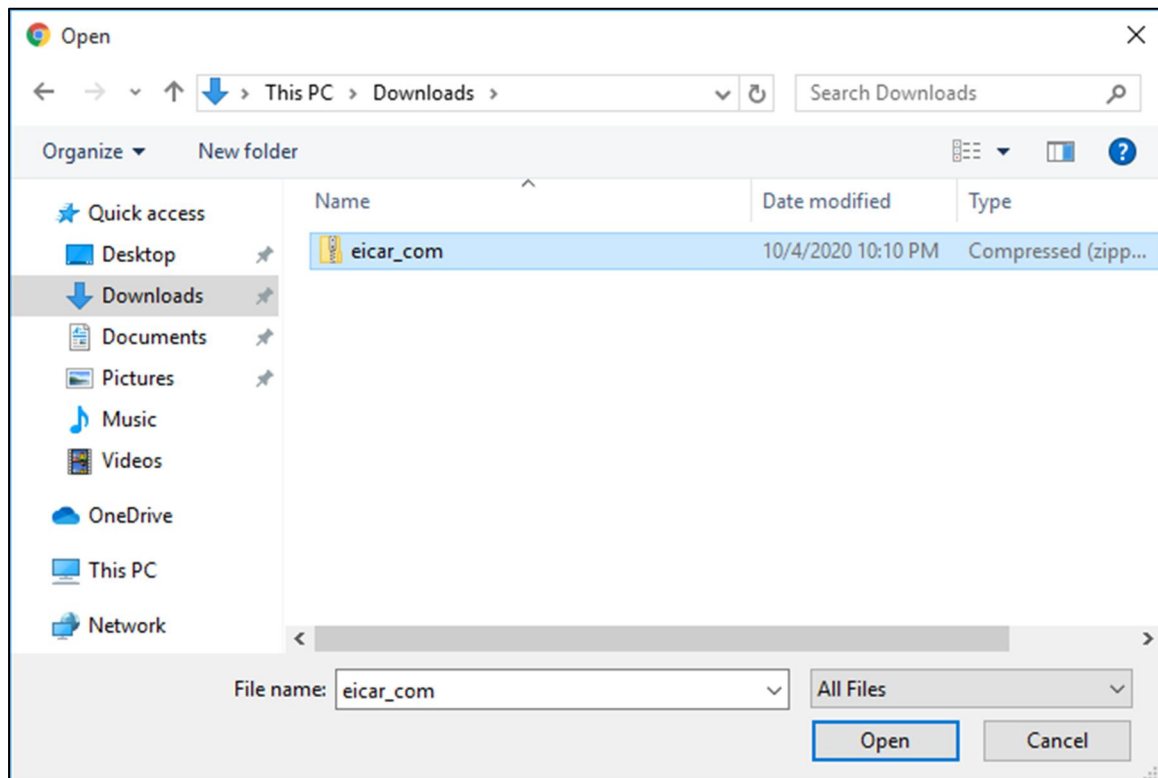 Open
This PC > Downloads >
Search Downloads
Organize
New folder
Name
Date modified
Type
Quick access
Desktop
Downloads
Documents
Pictures
Music
Videos
OneDrive
This PC
Network
eicar_com
10/4/2020 10:10 PM
Compressed (zipp...
File name:
eicar_com
All Files
Open
Cancel